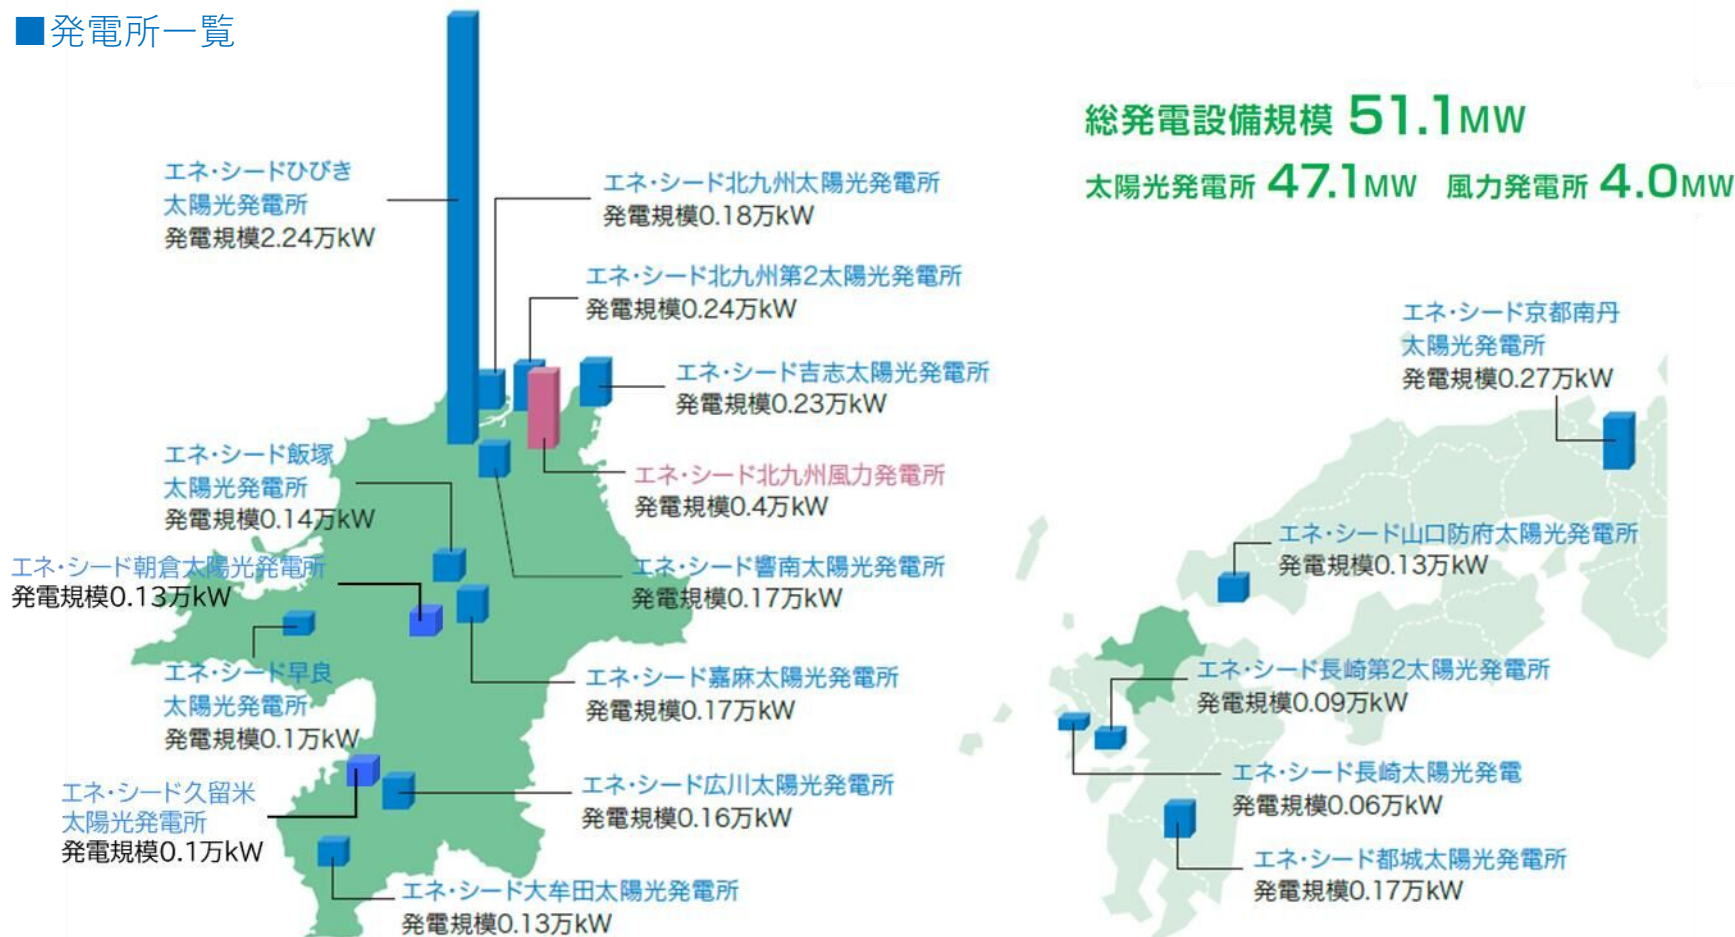 ■発電所一覧
総発電設備規模 51.1MW
太陽光発電所 47.1MW 風力発電所 4.0MW
エネ・シードひびき
太陽光発電所
発電規模2.24万kW
エネ・シード北九州太陽光発電所
発電規模0.18万kW
エネ・シード北九州第2太陽光発電所
発電規模0.24万kW
エネ・シード吉志太陽光発電所
発電規模0.23万kW
エネ・シード北九州風力発電所
発電規模0.4万kW
エネ・シード飯塚
太陽光発電所
発電規模0.14万kW
エネ・シード朝倉太陽光発電所
発電規模0.13万kW
エネ・シード響南太陽光発電所
発電規模0.17万kW
エネ・シード早良
太陽光発電所
発電規模0.1万kW
エネ・シード嘉麻太陽光発電所
発電規模0.17万kW
エネ・シード久留米
太陽光発電所
発電規模0.1万kW
エネ・シード広川太陽光発電所
発電規模0.16万kW
エネ・シード大牟田太陽光発電所
発電規模0.13万kW
エネ・シード京都南丹
太陽光発電所
発電規模0.27万kW
エネ・シード山口防府太陽光発電所
発電規模0.13万kW
エネ・シード長崎第2太陽光発電所
発電規模0.09万kW
エネ・シード長崎太陽光発電
発電規模0.06万kW
エネ・シード都城太陽光発電所
発電規模0.17万kW